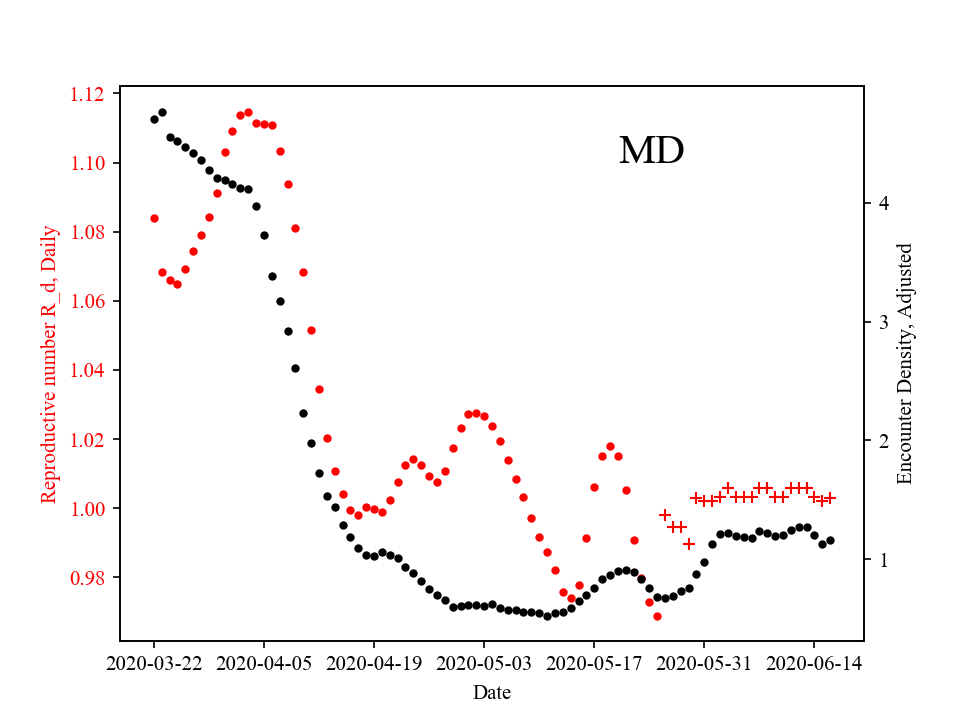 MD
1.12
1.10
1.08
1.06
1.04
1.02
1.00
0.98
Reproductive number R_d, Daily
4
3
2
1
Encounter Density, Adjusted
2020-03-22 2020-04-05 2020-04-19 2020-05-03 2020-05-17 2020-05-31 2020-06-14
Date